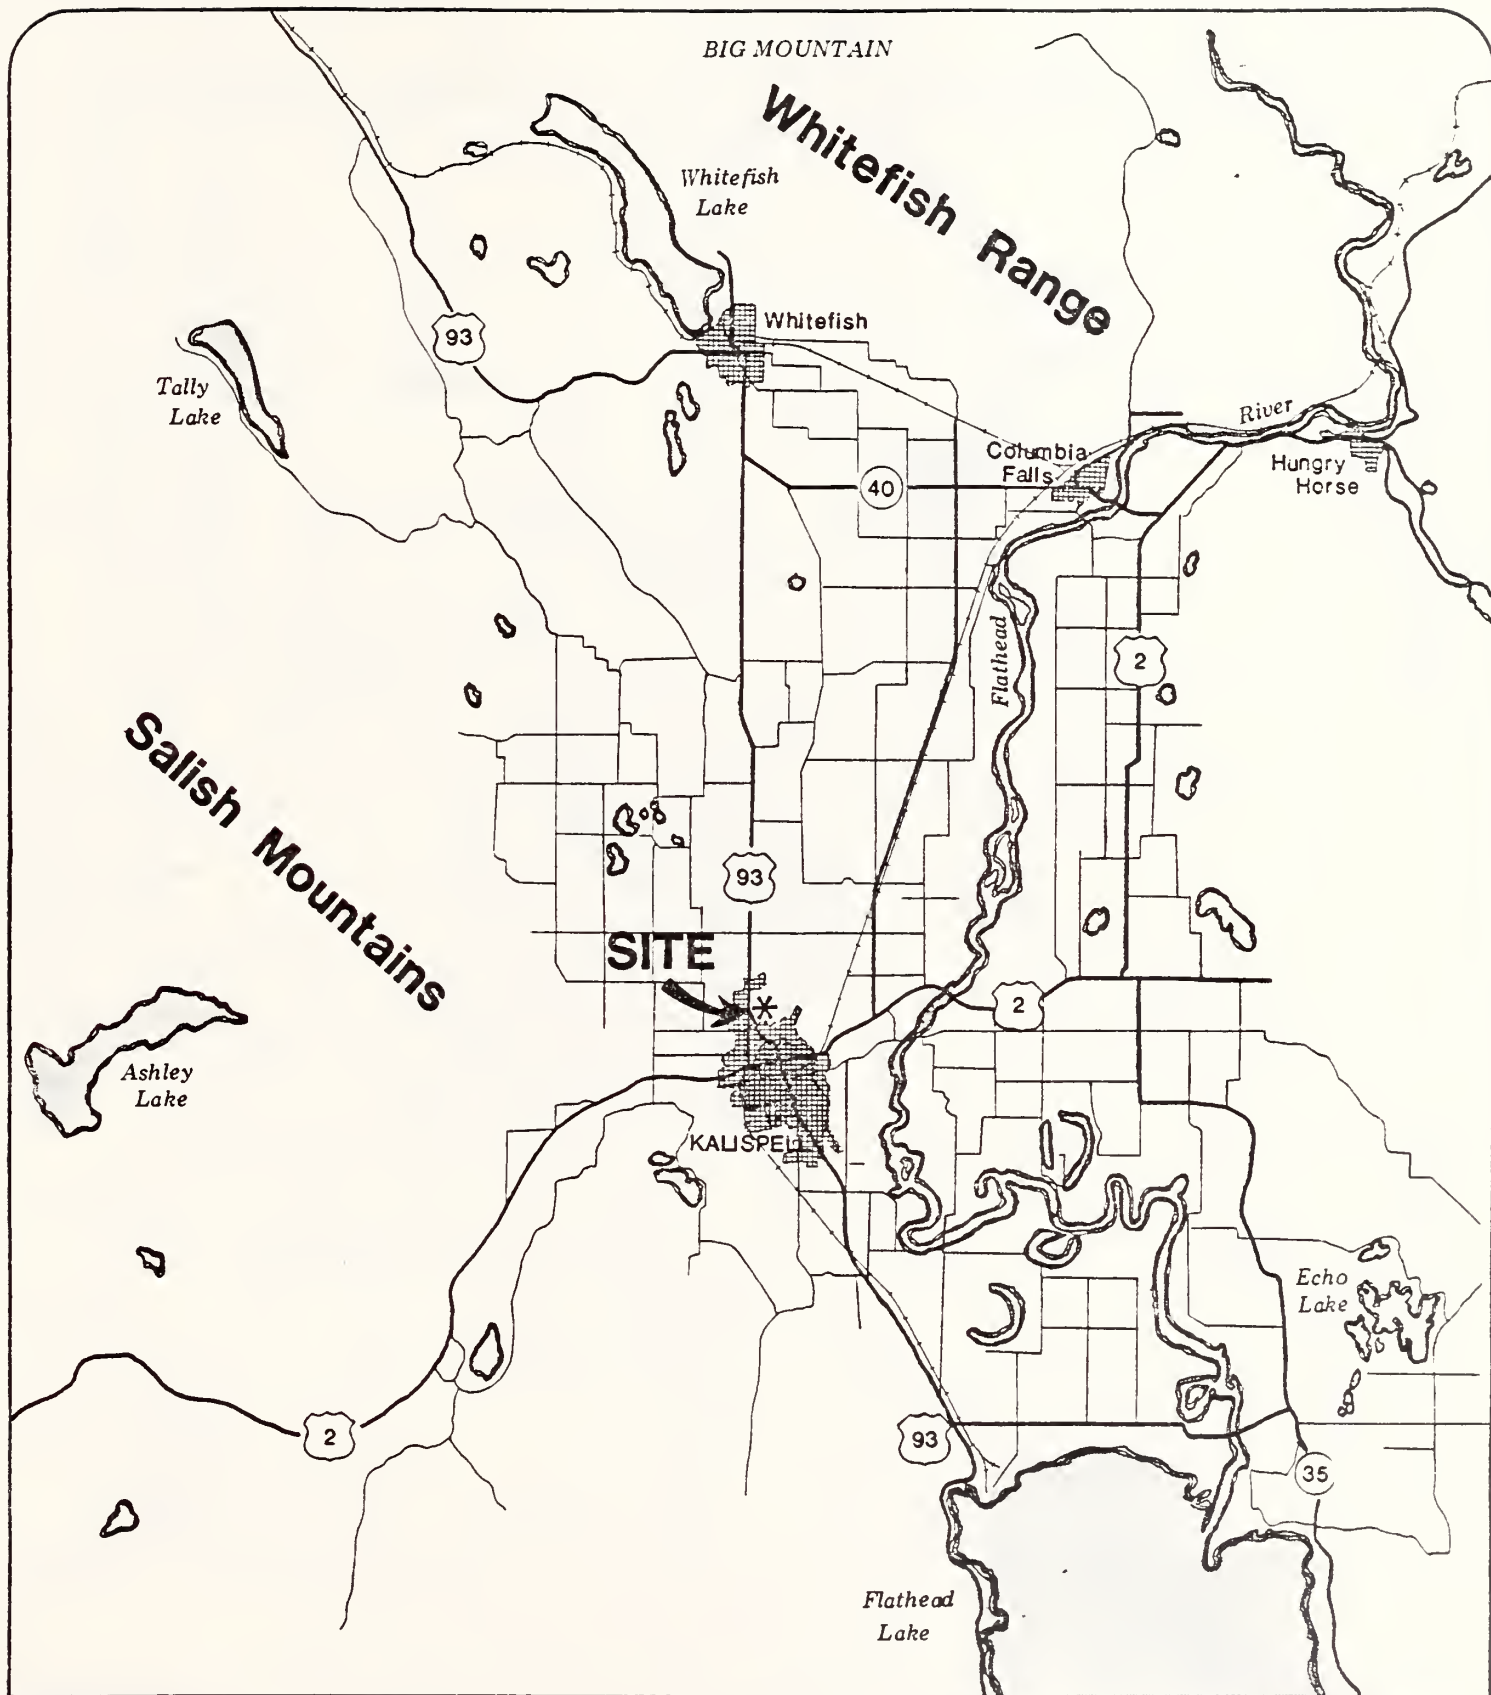 BIG MOUNTAIN
Whitefish Range
Whitefish
Lake
Whitefish
93
Tally
Lake
River
Columbia
Falls
Hungry
Horse
40
Flathead
2
Salish Mountains
93
SITE
2
Ashley
Lake
KALISPELL
Echo
Lake
2
93
35
Flathead
Lake